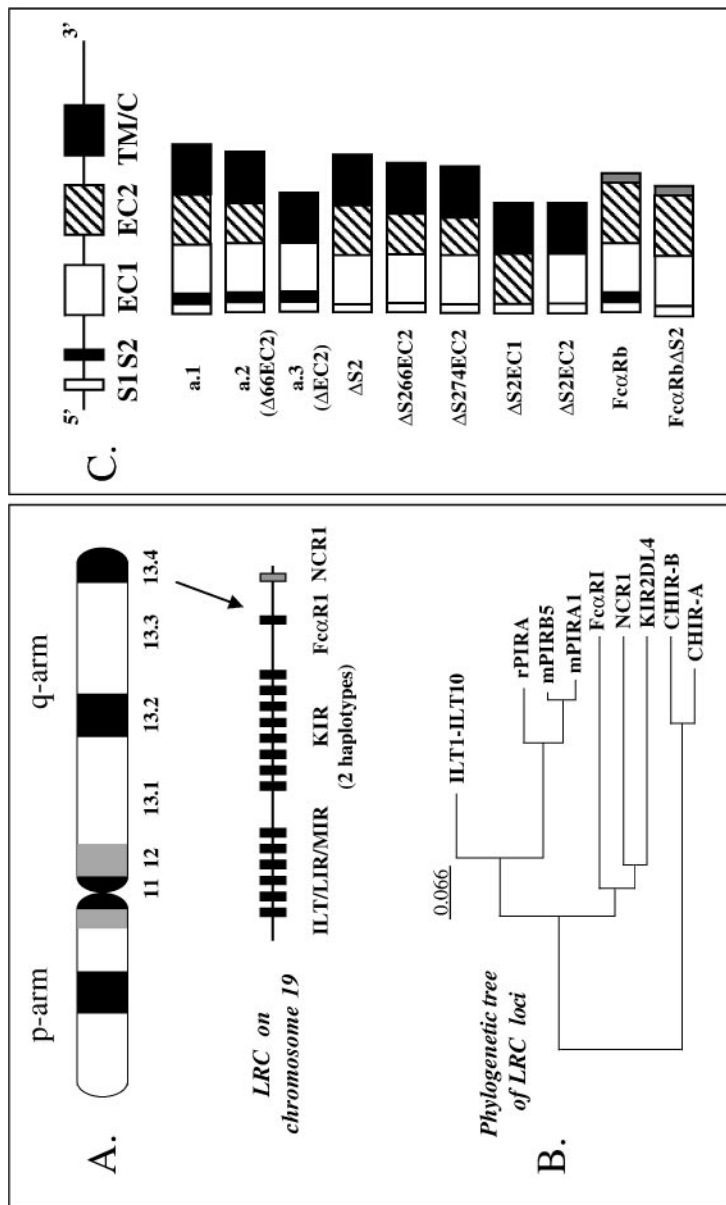 A.
p-arm
q-arm
11 12 13.1 13.2 13.3 13.4
LRC on
chromosome 19
ILT/LIR/MIR
KIR
(2 haplotypes)
FcαR1 NCR1
B.
Phylogenetic tree
of LRC loci
0.066
ILT1-ILT10
rPIRA
mPIRB5
mPIRA1
FcαRI
NCR1
KIR2DL4
CHIR-B
CHIR-A
C.
5' 3'
S1S2 EC1 EC2 TM/C
a.1
a.2
(Δ66EC2)
a.3
(ΔEC2)
ΔS2
ΔS266EC2
ΔS274EC2
ΔS2EC1
ΔS2EC2
FcαRb
FcαRbΔS2